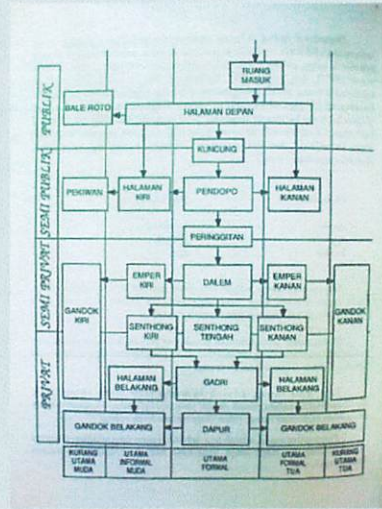 RUANG
MASUK
PUBLIK
BALE ROTO
HALAMAN DEPAN
KUNCUNG
SEMI PUBLIK
PEKIWAN
HALAMAN
KIRI
PENDOPO
HALAMAN
KANAN
PERINGGITAN
SEMI PRIVAT
EMPER
KIRI
DALEM
EMPER
KANAN
GANDOK
KIRI
GANDOK
KANAN
SENTHONG
KIRI
SENTHONG
TENGAH
SENTHONG
KANAN
PRIVAT
HALAMAN
BELAKANG
GADRI
HALAMAN
BELAKANG
GANDOK BELAKANG
DAPUR
GANDOK BELAKANG
KURANG
UTAMA
MUDA
UTAMA
INFORMAL
MUDA
UTAMA
FORMAL
UTAMA
FORMAL
TUA
KURANG
UTAMA
TUA